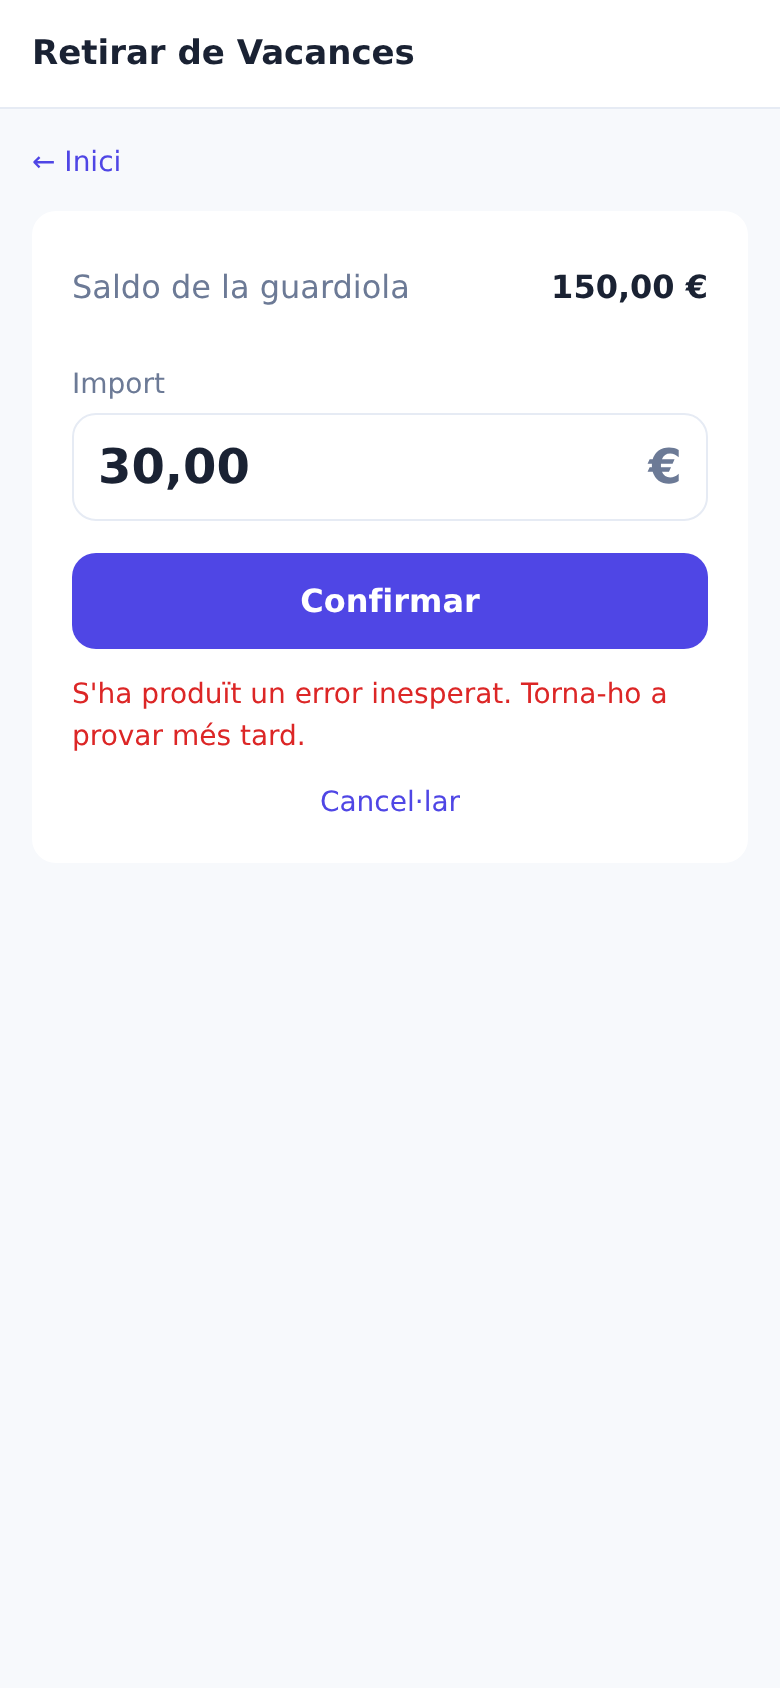 Retirar de Vacances
← Inici
Saldo de la guardiola 150,00 €
Import
30,00 €
Confirmar
S'ha produït un error inesperat. Torna-ho a
provar més tard.
Cancel·lar